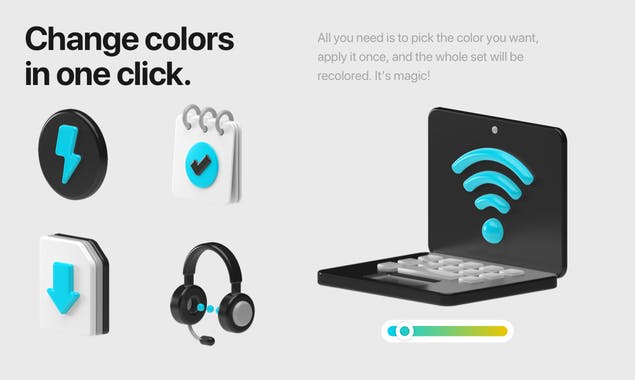 Change colors
in one click.
All you need is to pick the color you want,
apply it once, and the whole set will be
recolored. It's magic!